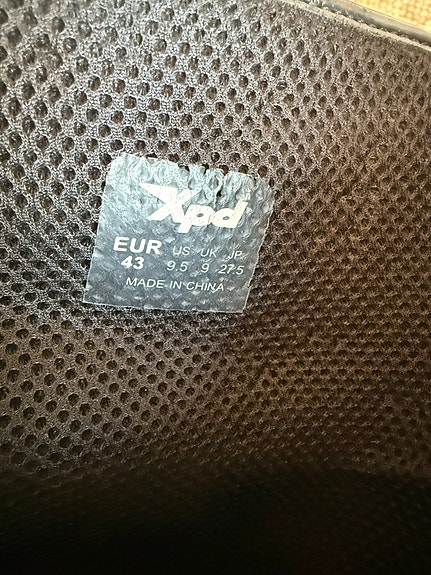 Xpd
EUR US UK JP
43 9.5 9 27.5
MADE IN CHINA